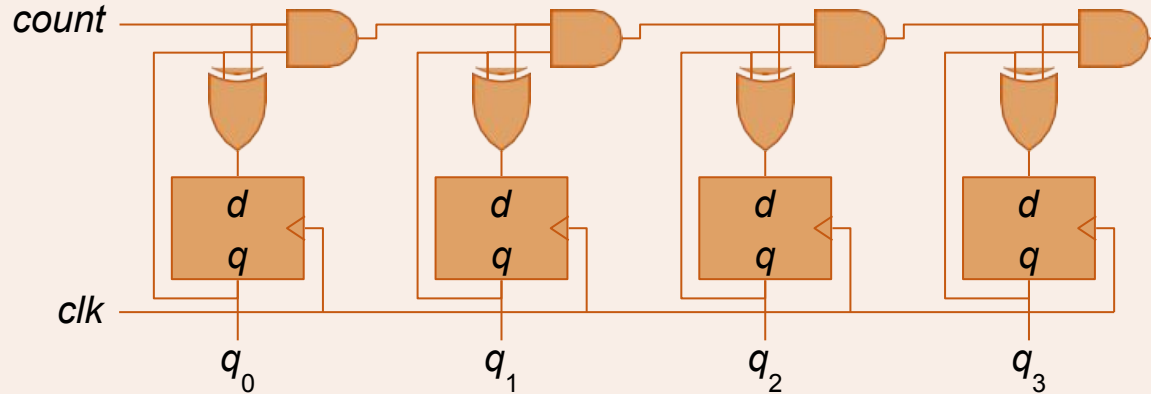 count
d d d d
q q q q
clk
q₀ q₁ q₂ q₃